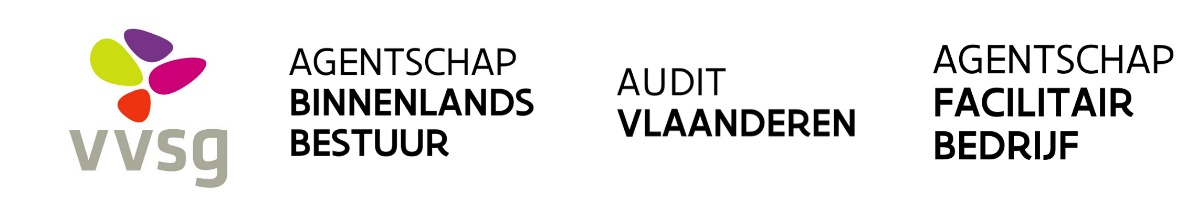 vvsg
AGENTSCHAP
BINNENLANDS
BESTUUR
AUDIT
VLAANDEREN
AGENTSCHAP
FACILITAIR
BEDRIJF